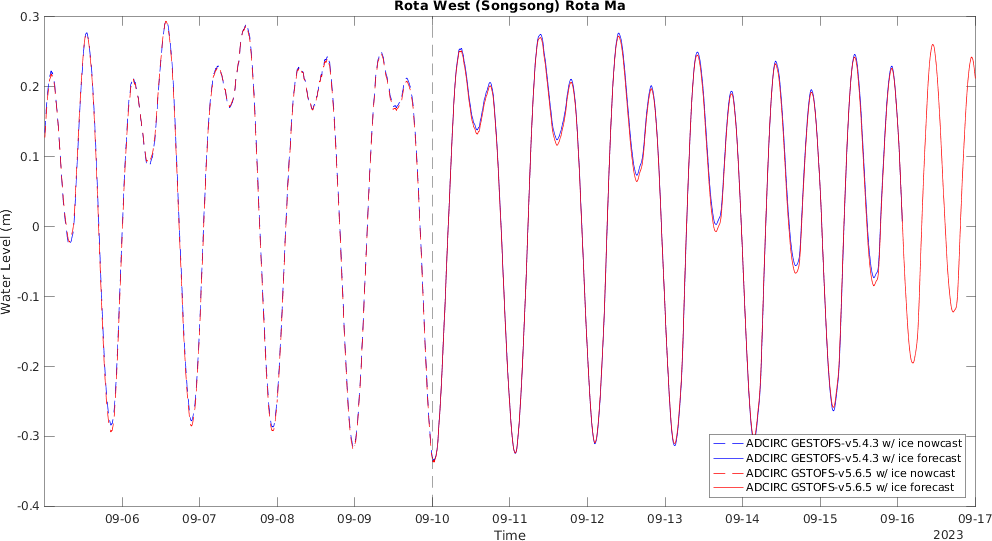 Rota West (Songsong) Rota Ma
Water Level (m)
0.3
0.2
0.1
0
-0.1
-0.2
-0.3
-0.4
ADCIRC GESTOFS-v5.4.3 w/ ice nowcast
ADCIRC GESTOFS-v5.4.3 w/ ice forecast
ADCIRC GSTOFS-v5.6.5 w/ ice nowcast
ADCIRC GSTOFS-v5.6.5 w/ ice forecast
09-06 09-07 09-08 09-09 09-10 09-11 09-12 09-13 09-14 09-15 09-16 09-17
Time
2023